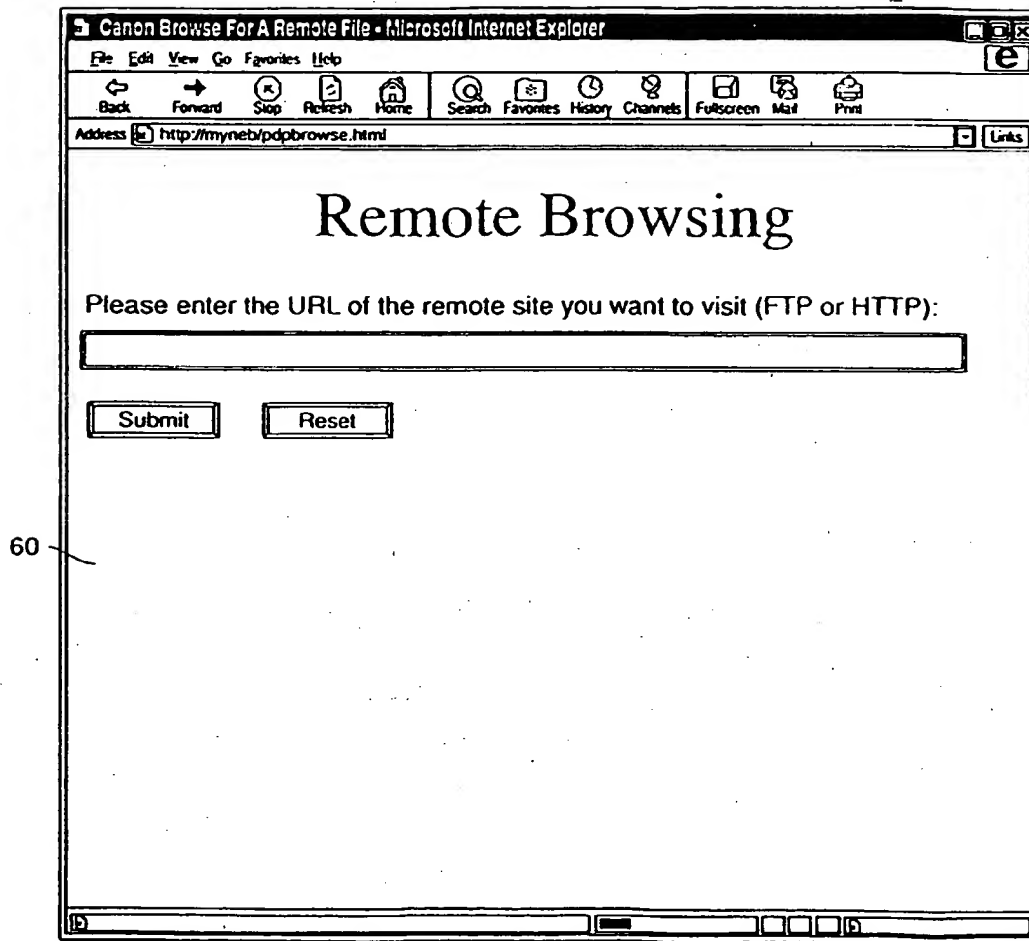 Canon Browse For A Remote File - Microsoft Internet Explorer
File Edit View Go Favorites Help
Back Forward Stop Refresh Home Search Favorites History Channels Fullscreen Mail Print
Address http://myneb/pdpbrowse.html Links
Remote Browsing
Please enter the URL of the remote site you want to visit (FTP or HTTP):
Submit Reset
60